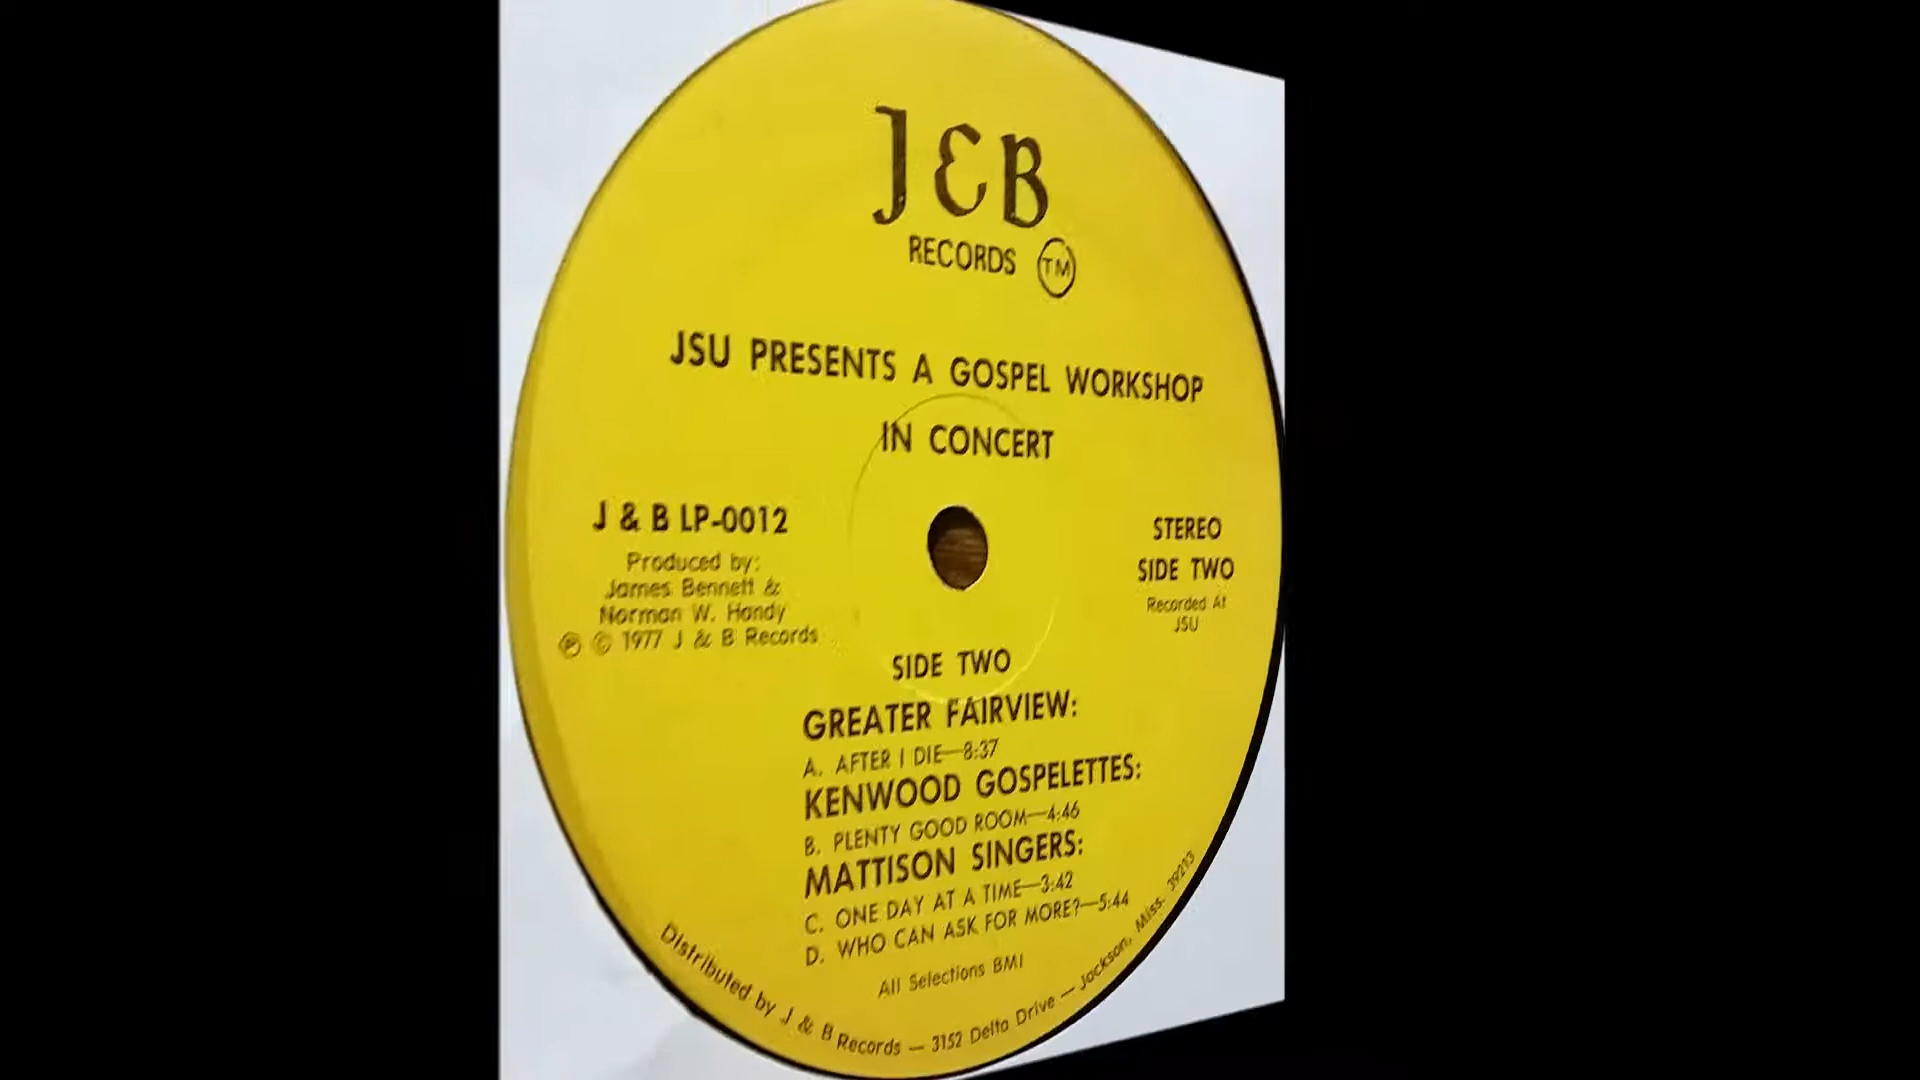 J & B
RECORDS TM
JSU PRESENTS A GOSPEL WORKSHOP
IN CONCERT
J & B LP-0012
Produced by:
James Bennett &
Norman W. Handy
Ⓟ © 1977 J & B Records
STEREO
SIDE TWO
Recorded At
JSU
SIDE TWO
GREATER FAIRVIEW:
A. AFTER I DIE—8:37
KENWOOD GOSPELETTES:
B. PLENTY GOOD ROOM—4:46
MATTISON SINGERS:
C. ONE DAY AT A TIME—3:42
D. WHO CAN ASK FOR MORE?—5:44
All Selections BMI
Distributed by J & B Records — 3152 Delta Drive — Jackson, Miss. 39213